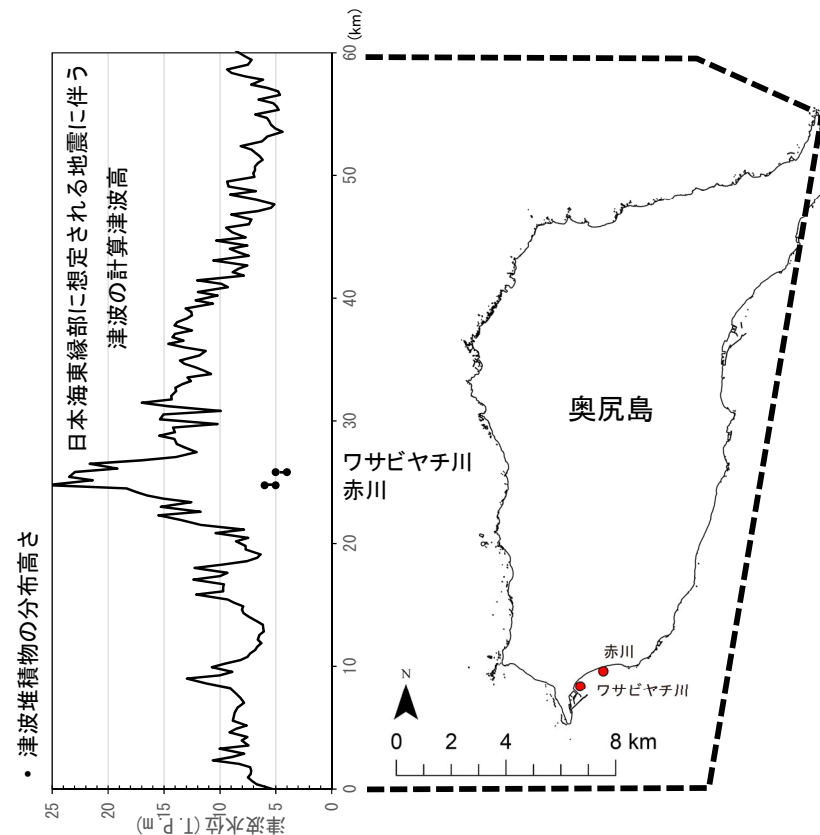 • 津波堆積物の分布高さ
日本海東縁部に想定される地震に伴う
津波の計算津波高
津波水位(T.P.m)
25
20
15
10
5
0
0
10
20
30
40
50
60
(km)
ワサビヤチ川
赤川
奥尻島
赤川
ワサビヤチ川
N
0 2 4 8 km